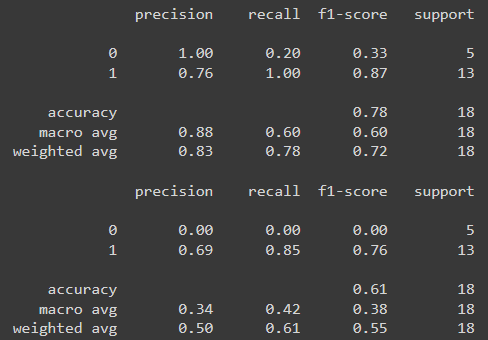 precision recall f1-score support
0 1.00 0.20 0.33 5
1 0.76 1.00 0.87 13
accuracy 0.78 18
macro avg 0.88 0.60 0.60 18
weighted avg 0.83 0.78 0.72 18
precision recall f1-score support
0 0.00 0.00 0.00 5
1 0.69 0.85 0.76 13
accuracy 0.61 18
macro avg 0.34 0.42 0.38 18
weighted avg 0.50 0.61 0.55 18